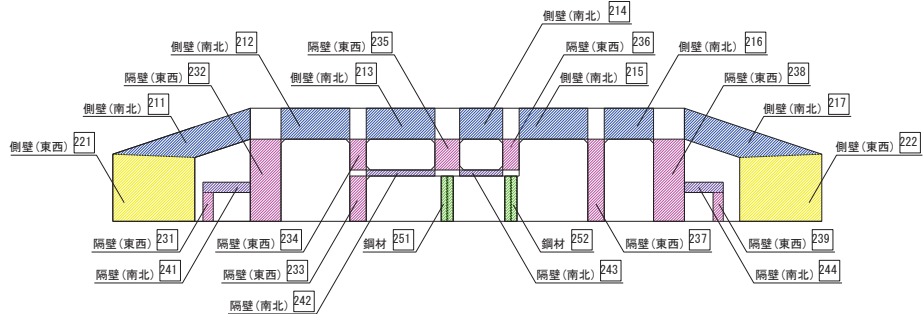 側壁(南北) 214
側壁(南北) 212
隔壁(東西) 235
隔壁(東西) 236
側壁(南北) 216
隔壁(東西) 232
側壁(南北) 213
側壁(南北) 215
隔壁(東西) 238
側壁(南北) 211
側壁(南北) 217
側壁(東西) 221
側壁(東西) 222
隔壁(東西) 231
隔壁(東西) 234
鋼材 251
鋼材 252
隔壁(東西) 237
隔壁(東西) 239
隔壁(南北) 241
隔壁(東西) 233
隔壁(南北) 243
隔壁(南北) 244
隔壁(南北) 242